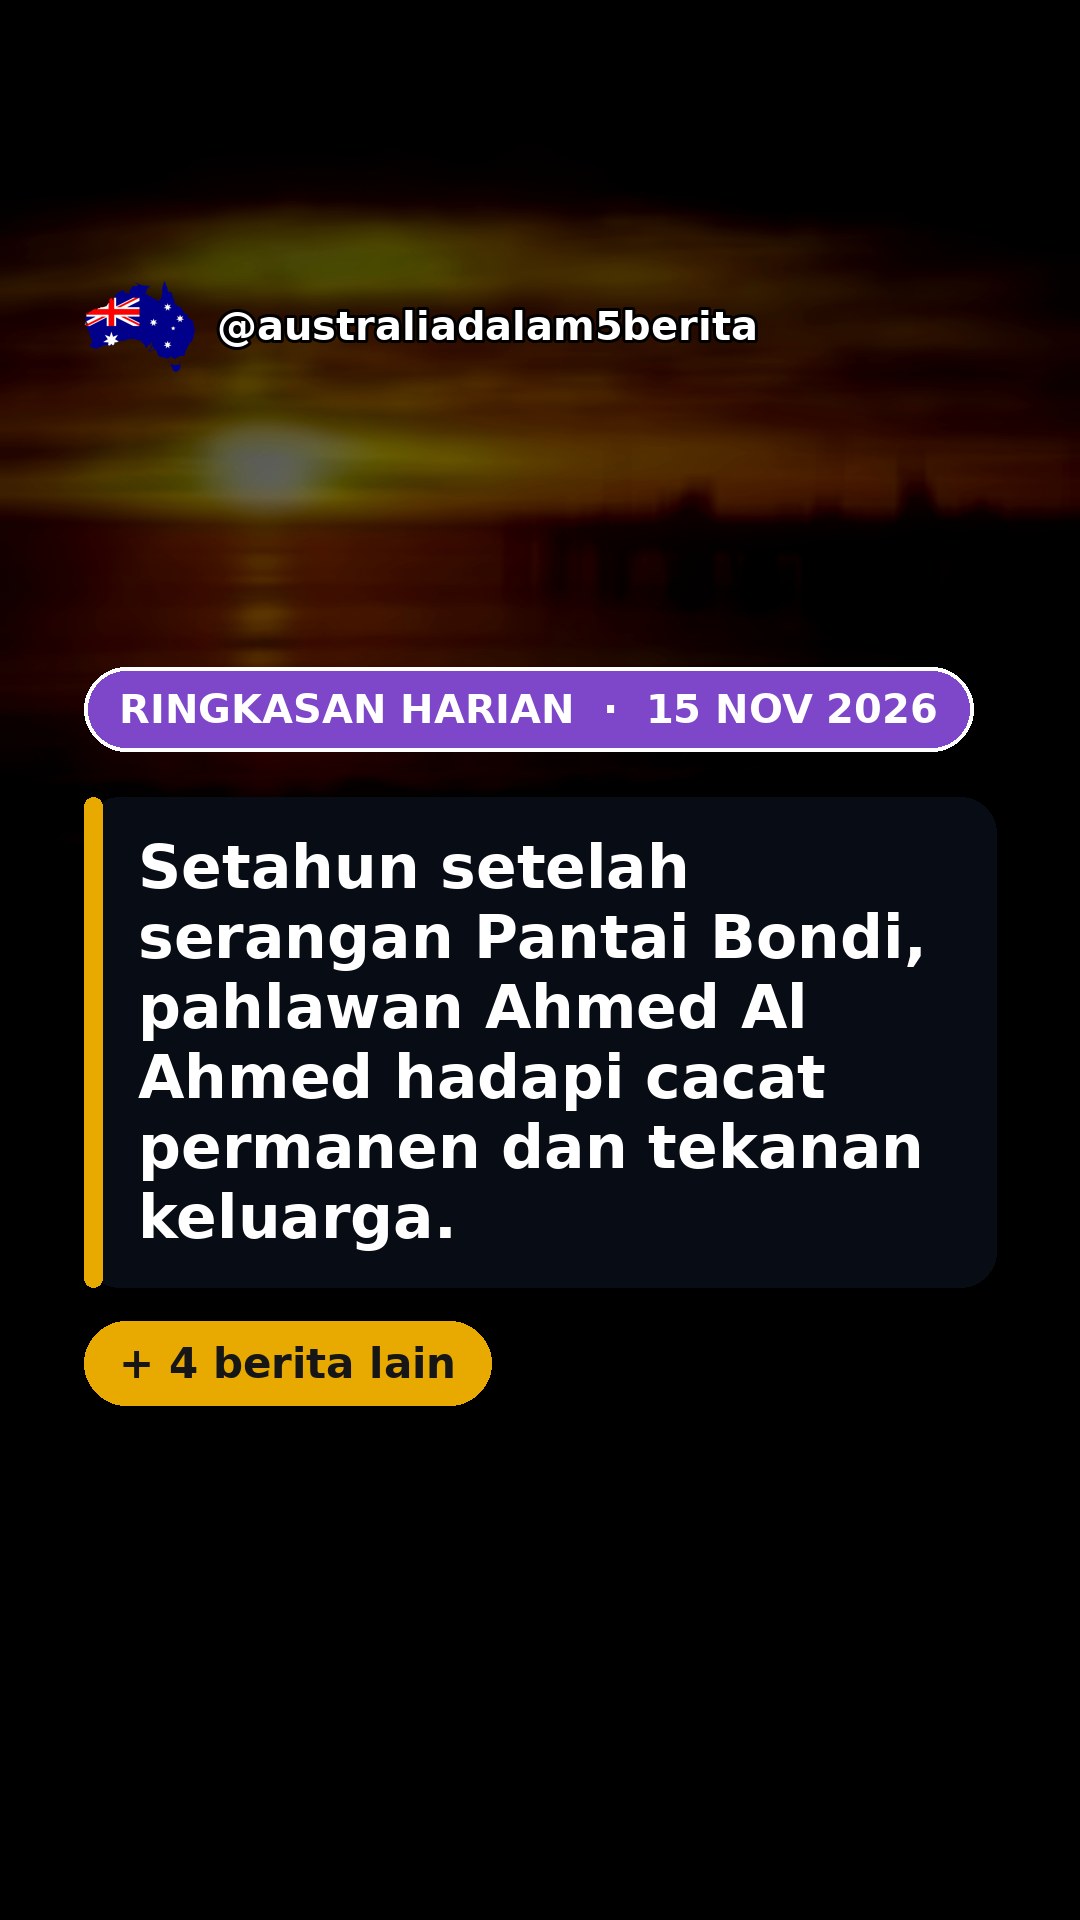 @australiadalam5berita
RINGKASAN HARIAN · 15 NOV 2026
Setahun setelah
serangan Pantai Bondi,
pahlawan Ahmed Al
Ahmed hadapi cacat
permanen dan tekanan
keluarga.
+ 4 berita lain